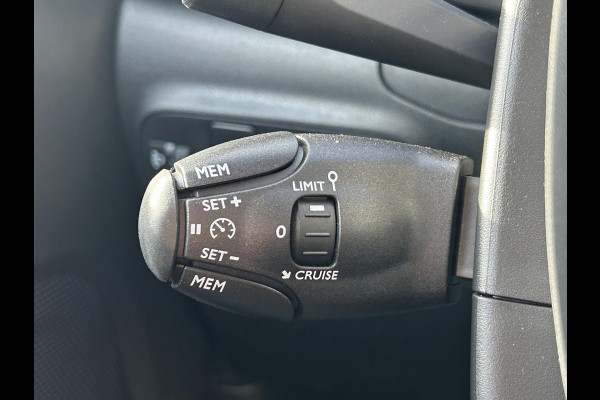 MEM
LIMIT
SET +
0
SET -
CRUISE
MEM